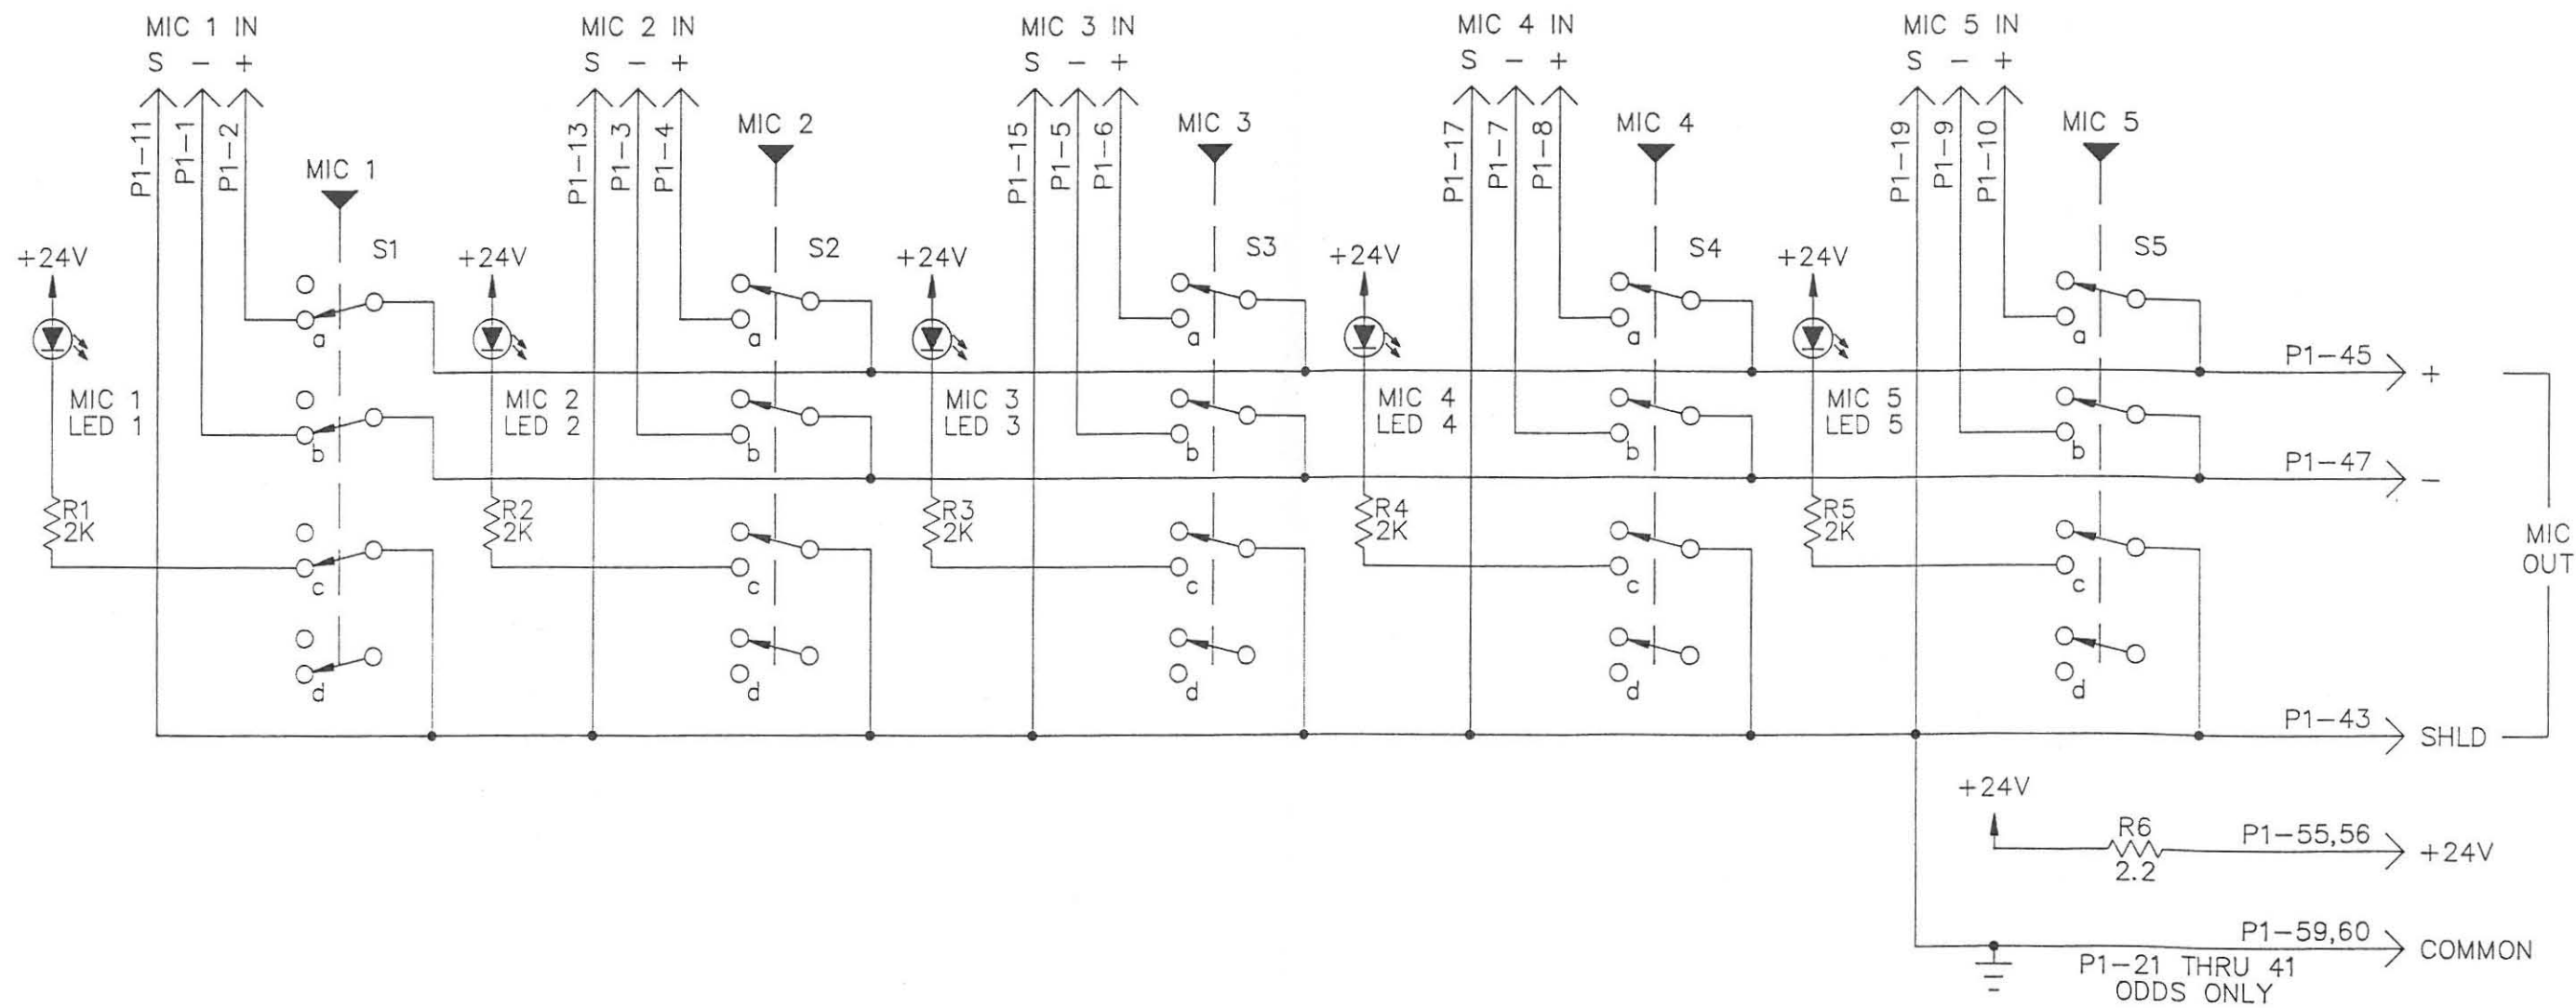 MIC 1 IN
S − +
P1−11
P1−1
P1−2
MIC 1
S1
+24V
MIC 1
LED 1
R1
2K
a
b
c
d
MIC 2 IN
S − +
P1−13
P1−3
P1−4
MIC 2
S2
+24V
MIC 2
LED 2
R2
2K
a
b
c
d
MIC 3 IN
S − +
P1−15
P1−5
P1−6
MIC 3
S3
+24V
MIC 3
LED 3
R3
2K
a
b
c
d
MIC 4 IN
S − +
P1−17
P1−7
P1−8
MIC 4
S4
+24V
MIC 4
LED 4
R4
2K
a
b
c
d
MIC 5 IN
S − +
P1−19
P1−9
P1−10
MIC 5
S5
+24V
MIC 5
LED 5
R5
2K
a
b
c
d
P1−45
+
P1−47
−
MIC
OUT
P1−43
SHLD
+24V
R6
2.2
P1−55,56
+24V
P1−59,60
COMMON
P1−21 THRU 41
ODDS ONLY